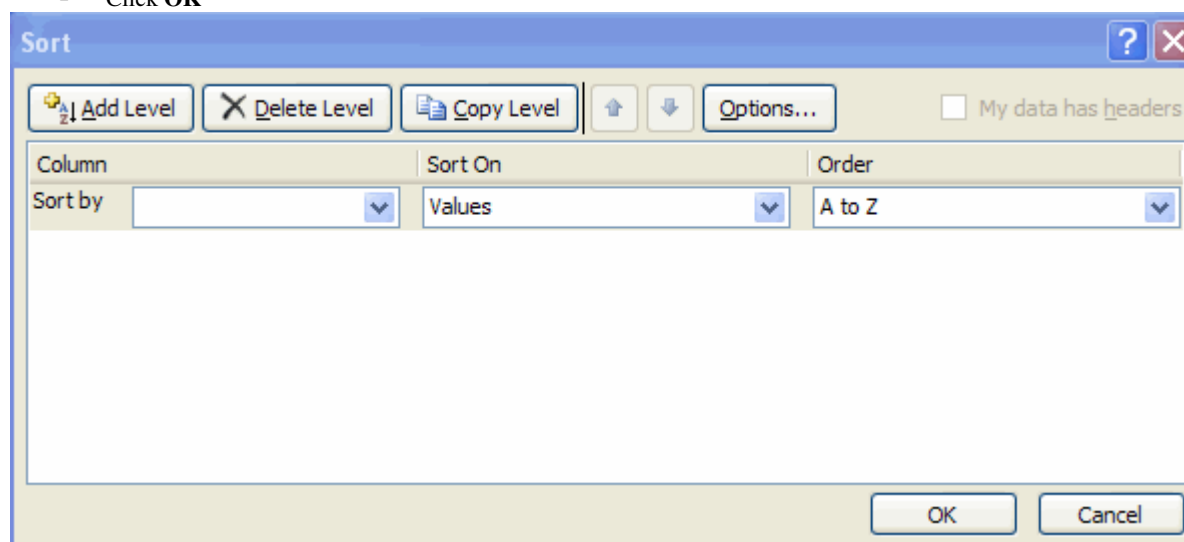 Click OK
Sort
Add Level Delete Level Copy Level Options... My data has headers
Column Sort On Order
Sort by Values A to Z
OK Cancel